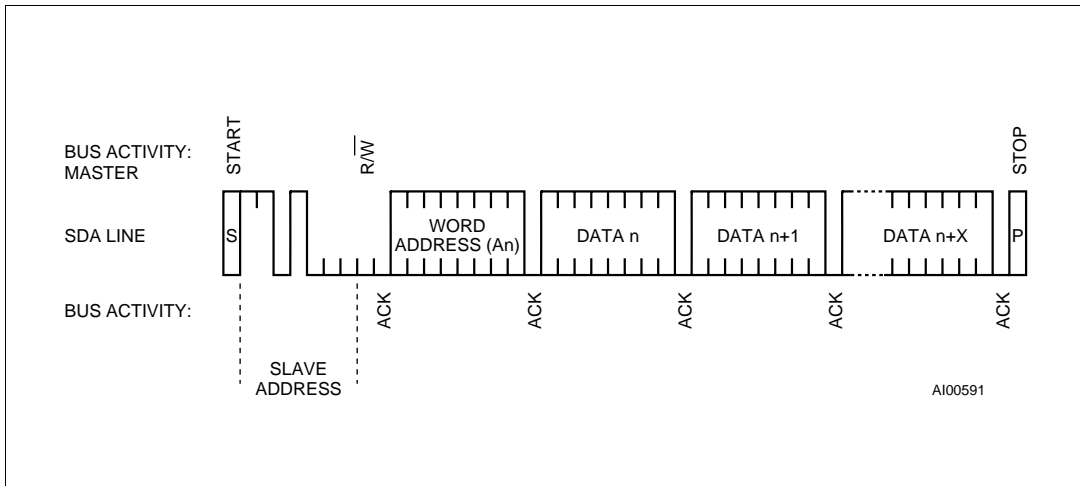 BUS ACTIVITY:
MASTER
START
R/W
STOP
SDA LINE
S
WORD
ADDRESS (An)
DATA n
DATA n+1
DATA n+X
P
BUS ACTIVITY:
ACK
ACK
ACK
ACK
ACK
SLAVE
ADDRESS
AI00591